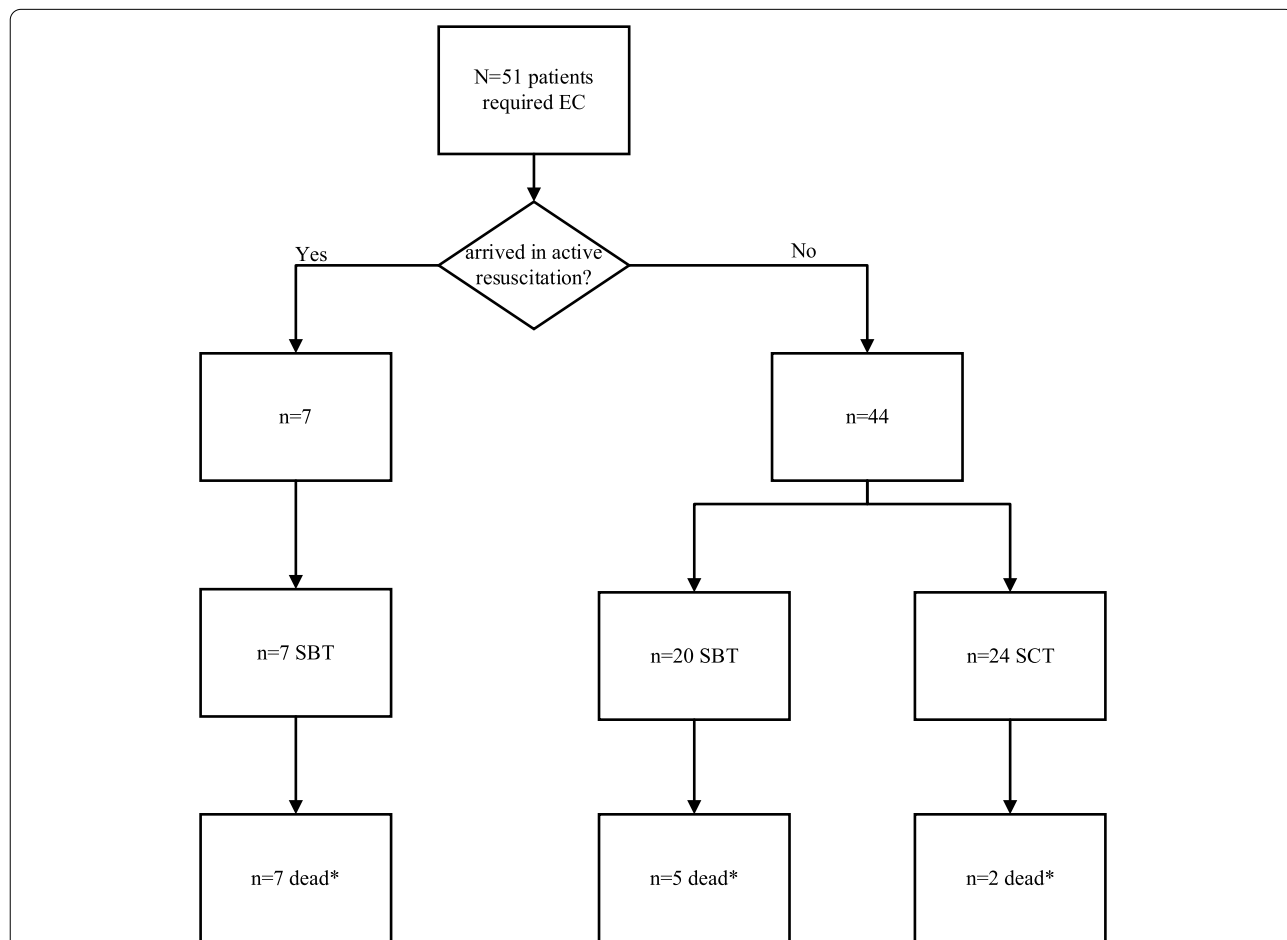 N=51 patients
required EC
arrived in active
resuscitation?
Yes
No
n=7
n=44
n=7 SBT
n=20 SBT
n=24 SCT
n=7 dead*
n=5 dead*
n=2 dead*